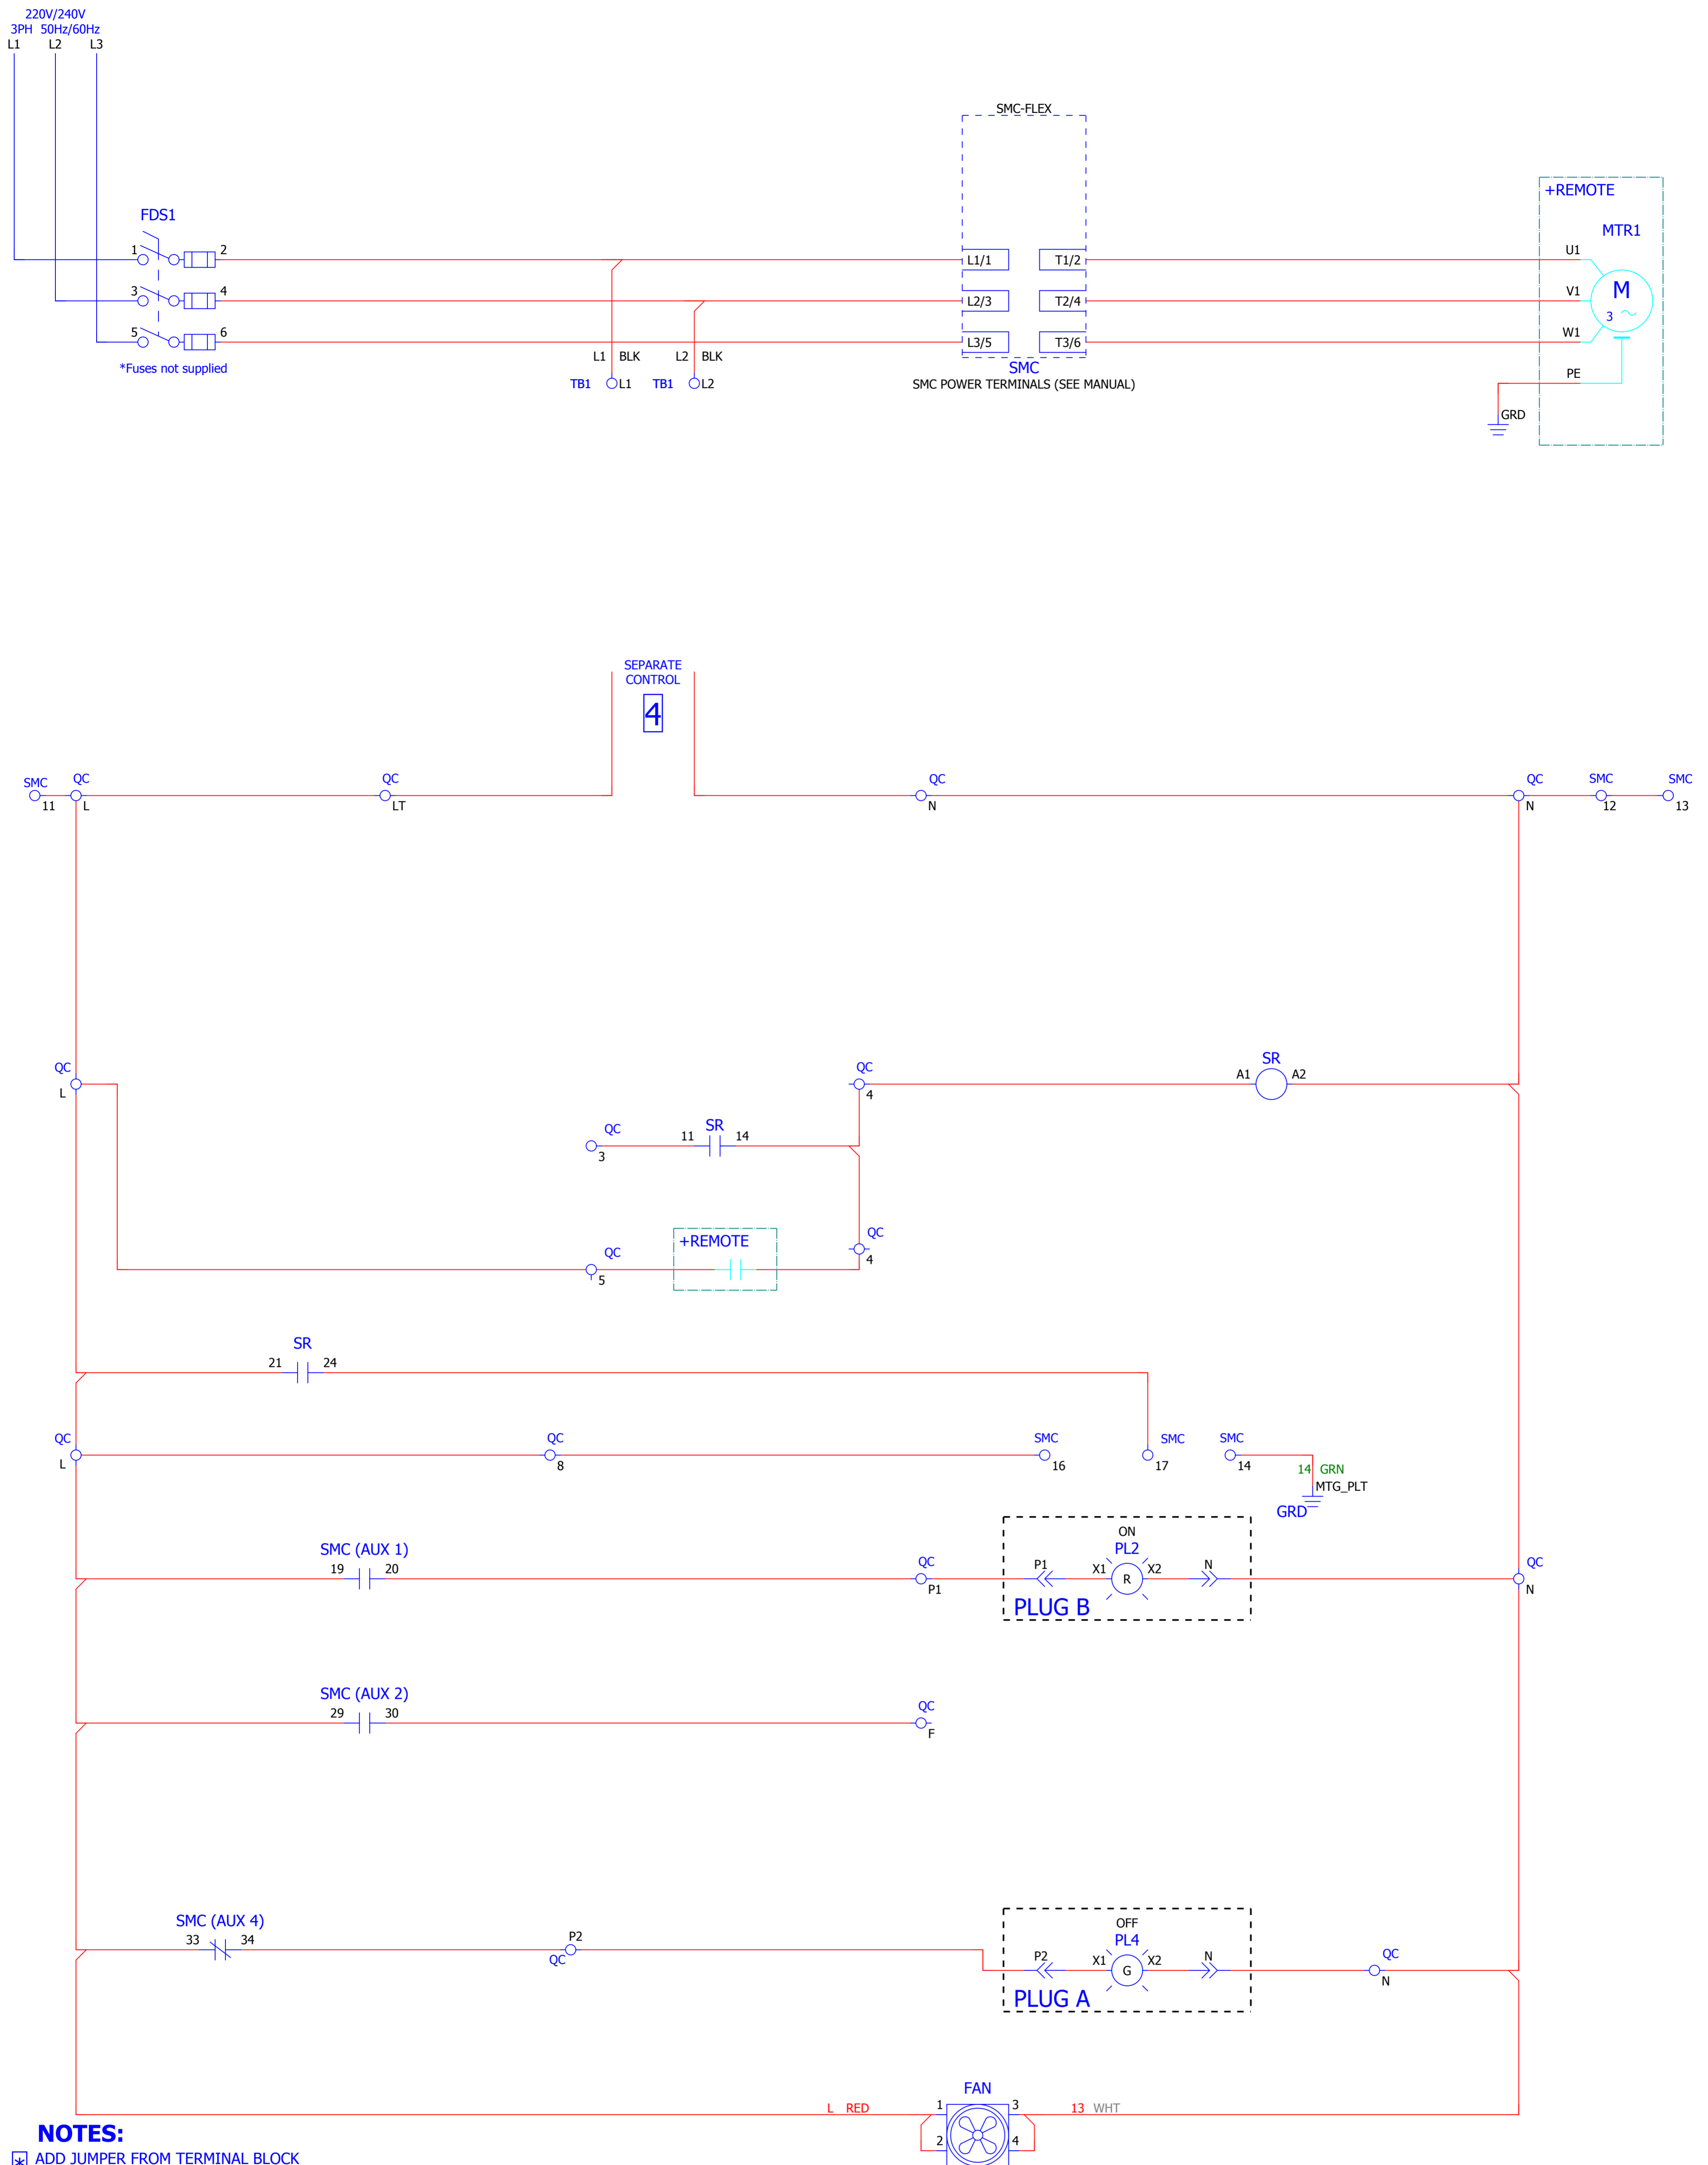 220V/240V
3PH 50Hz/60Hz
L1 L2 L3
SMC-FLEX
+REMOTE
MTR1
FDS1
1 2
L1/1 T1/2
U1
3 4
L2/3 T2/4
V1
M
3
5 6
L3/5 T3/6
W1
*Fuses not supplied
L1 BLK L2 BLK
SMC
PE
TB1 L1 TB1 L2
SMC POWER TERMINALS (SEE MANUAL)
GRD
SEPARATE
CONTROL
4
SMC QC QC QC QC SMC SMC
11 L LT N N 12 13
QC QC SR
L 4 A1 A2
QC SR
3 11 14
QC +REMOTE QC
5 4
SR
21 24
QC QC SMC SMC SMC
L 8 16 17 14
14 GRN
MTG_PLT
GRD
ON
SMC (AUX 1) PL2
19 20 QC P1 P1 X1 R X2 N QC N
PLUG B
SMC (AUX 2)
29 30 QC F
OFF
SMC (AUX 4) PL4
33 34 P2 QC P2 X1 G X2 N QC N
PLUG A
FAN
L RED 1 3 13 WHT
2 4
NOTES:
* ADD JUMPER FROM TERMINAL BLOCK